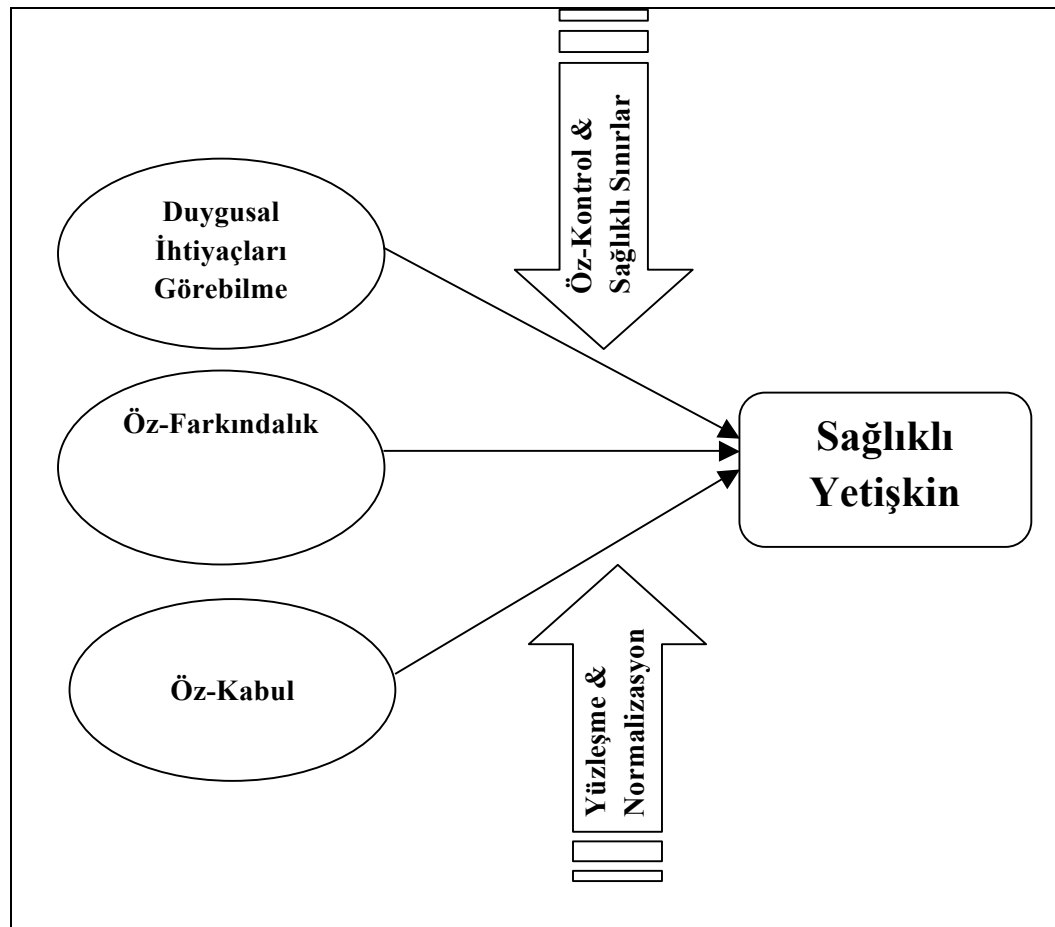 Öz-Kontrol &
Sağlıklı Sınırlar
Duygusal
İhtiyaçları
Görebilme
Öz-Farkındalık
Sağlıklı
Yetişkin
Öz-Kabul
Yüzleşme &
Normalizasyon